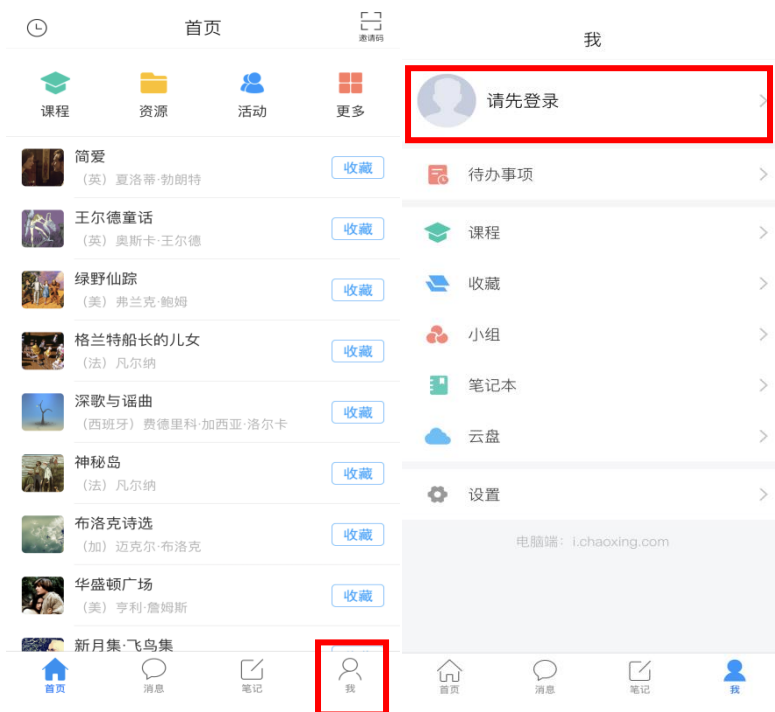 首页
邀请码
课程
资源
活动
更多
简爱
（英）夏洛蒂·勃朗特
收藏
王尔德童话
（英）奥斯卡·王尔德
收藏
绿野仙踪
（美）弗兰克·鲍姆
收藏
格兰特船长的儿女
（法）凡尔纳
收藏
深歌与谣曲
（西班牙）费德里科·加西亚·洛尔卡
收藏
神秘岛
（法）凡尔纳
收藏
布洛克诗选
（加）迈克尔·布洛克
收藏
华盛顿广场
（美）亨利·詹姆斯
收藏
新月集·飞鸟集
首页
消息
笔记
我
我
请先登录
待办事项
课程
收藏
小组
笔记本
云盘
设置
电脑端：i.chaoxing.com
首页
消息
笔记
我